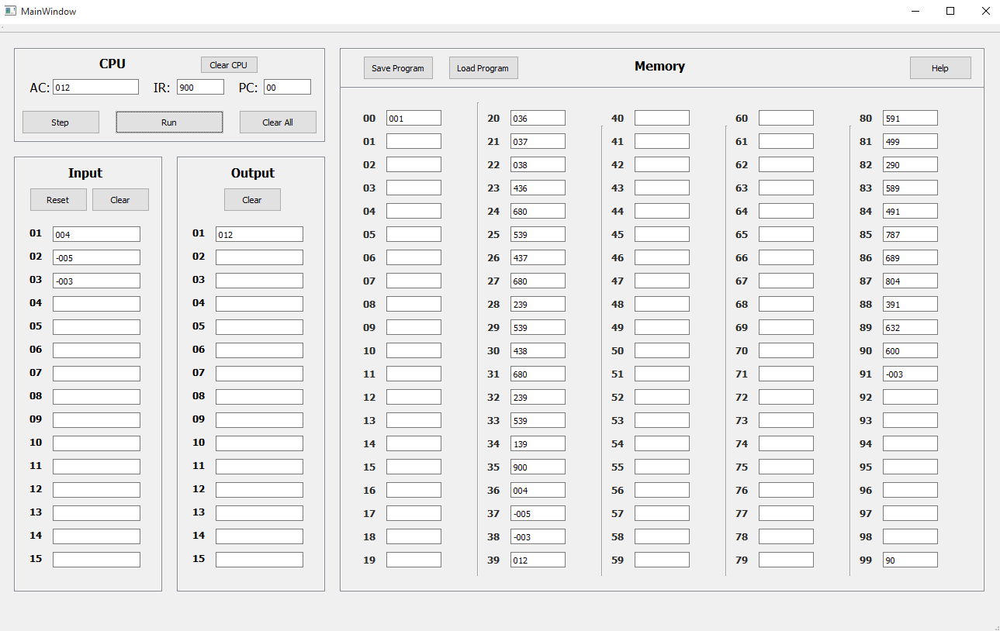 MainWindow
CPU Clear CPU
AC: 012 IR: 900 PC: 00
Step Run Clear All
Input
Reset Clear
01 004
02 -005
03 -003
04
05
06
07
08
09
10
11
12
13
14
15
Output
Clear
01 012
02
03
04
05
06
07
08
09
10
11
12
13
14
15
Save Program Load Program Memory Help
00 001 20 036 40 60 80 591
01 21 037 41 61 81 499
02 22 038 42 62 82 290
03 23 436 43 63 83 589
04 24 680 44 64 84 491
05 25 539 45 65 85 787
06 26 437 46 66 86 689
07 27 680 47 67 87 804
08 28 239 48 68 88 391
09 29 539 49 69 89 632
10 30 438 50 70 90 600
11 31 680 51 71 91 -003
12 32 239 52 72 92
13 33 539 53 73 93
14 34 139 54 74 94
15 35 900 55 75 95
16 36 004 56 76 96
17 37 -005 57 77 97
18 38 -003 58 78 98
19 39 012 59 79 99 90